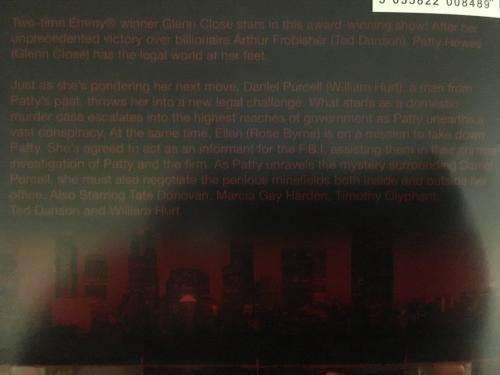 5 035822 008489
Two-time Emmy® winner Glenn Close stars in this award-winning show! After her
unprecedented victory over billionaire Arthur Frobisher (Ted Danson), Patty Hewes
(Glenn Close) has the legal world at her feet.
Just as she's pondering her next move, Daniel Purcell (William Hurt), a man from
Patty's past, throws her into a new legal challenge. What starts as a domestic
murder case escalates into the highest reaches of government as Patty unearths a
vast conspiracy. At the same time, Ellen (Rose Byrne) is on a mission to take down
Patty. She's agreed to act as an informant for the F.B.I., assisting them in their
investigation of Patty and the firm. As Patty unravels the mystery surrounding Daniel
Purcell, she must also negotiate the perilous minefields both inside and outside her
office. Also Starring Tate Donovan, Marcia Gay Harden, Timothy Olyphant,
Ted Danson and William Hurt.